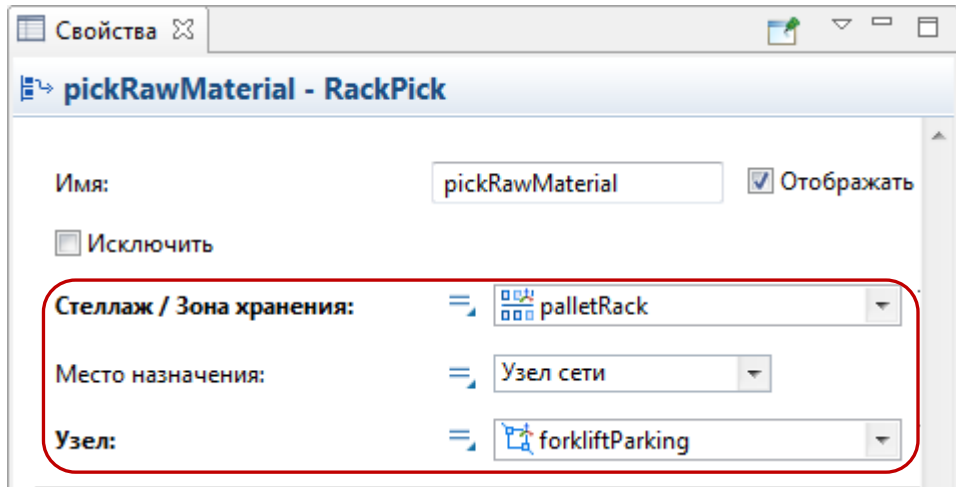 Свойства
pickRawMaterial - RackPick
Имя: pickRawMaterial Отображать
Исключить
Стеллаж / Зона хранения: palletRack
Место назначения: Узел сети
Узел: forkliftParking